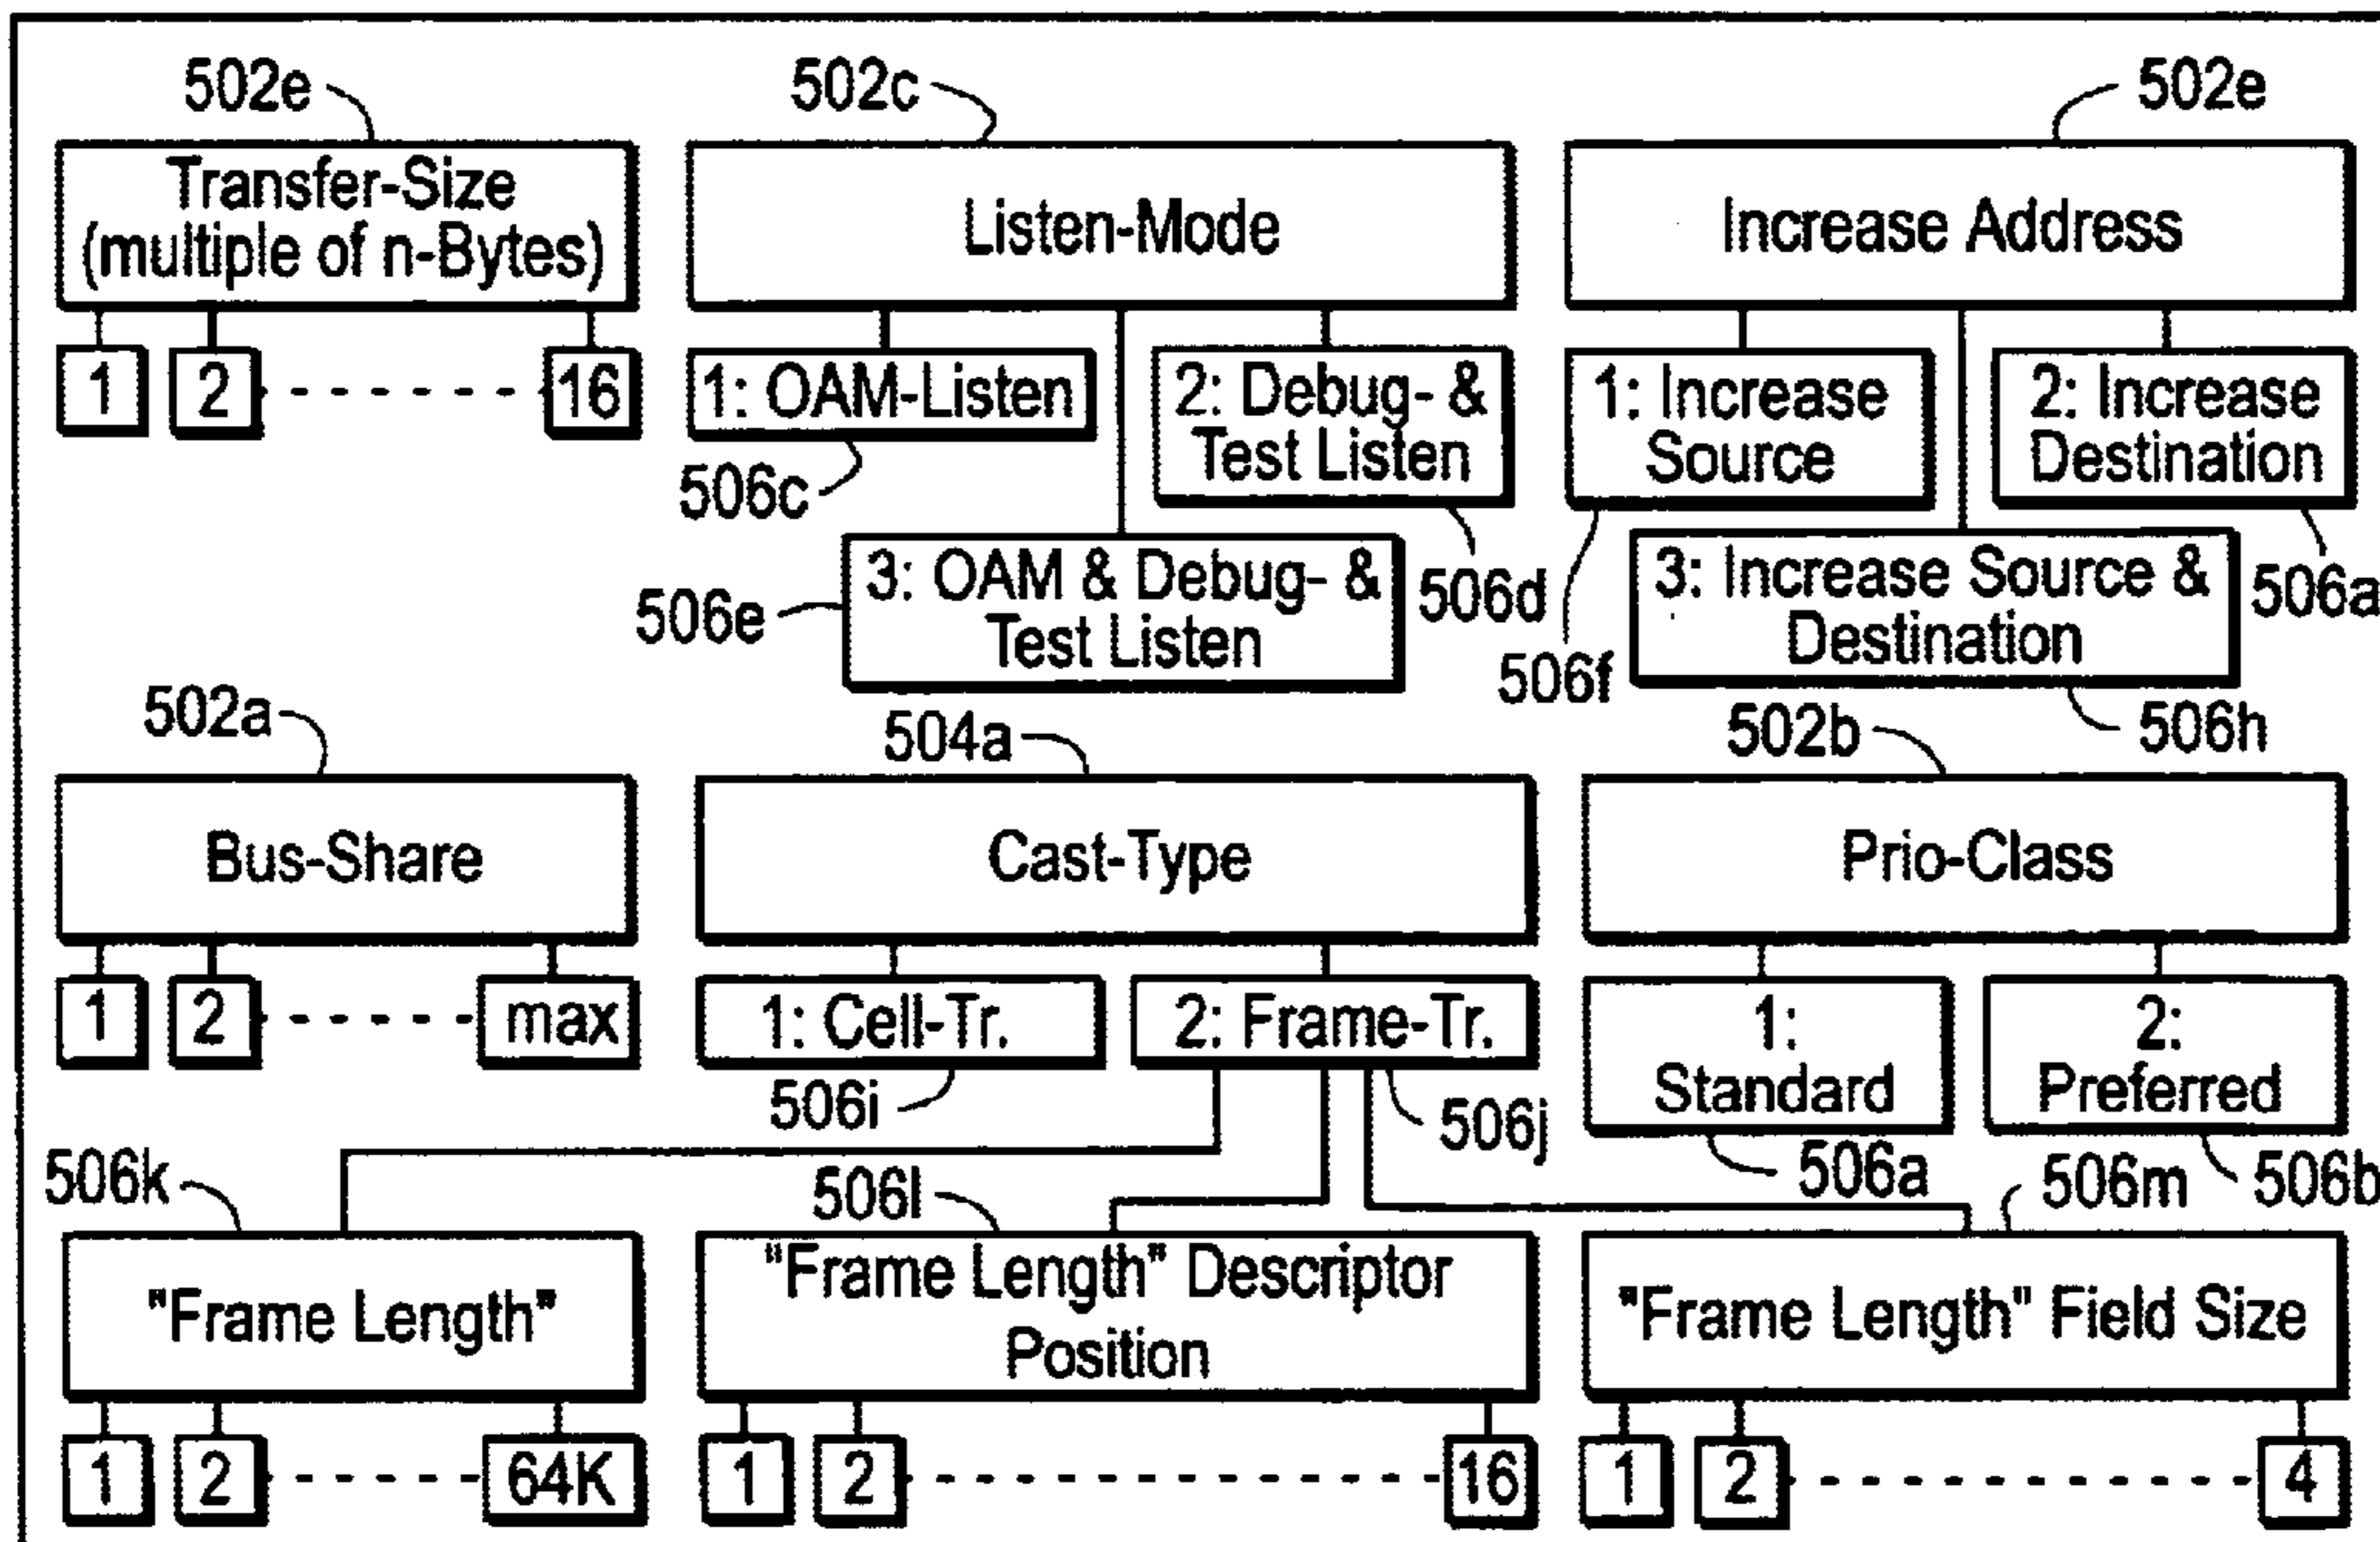 502e
502c
502e
Transfer-Size
(multiple of n-Bytes)
Listen-Mode
Increase Address
1
2
16
1: OAM-Listen
2: Debug- &
Test Listen
1: Increase
Source
2: Increase
Destination
506c
506e
3: OAM & Debug- &
Test Listen
506d
506f
3: Increase Source &
Destination
506a
506h
502a
504a
502b
Bus-Share
Cast-Type
Prio-Class
1
2
max
1: Cell-Tr.
2: Frame-Tr.
1:
Standard
2:
Preferred
506i
506j
506a
506b
506k
506l
506m
"Frame Length"
"Frame Length" Descriptor
Position
"Frame Length" Field Size
1
2
64K
1
2
16
1
2
4